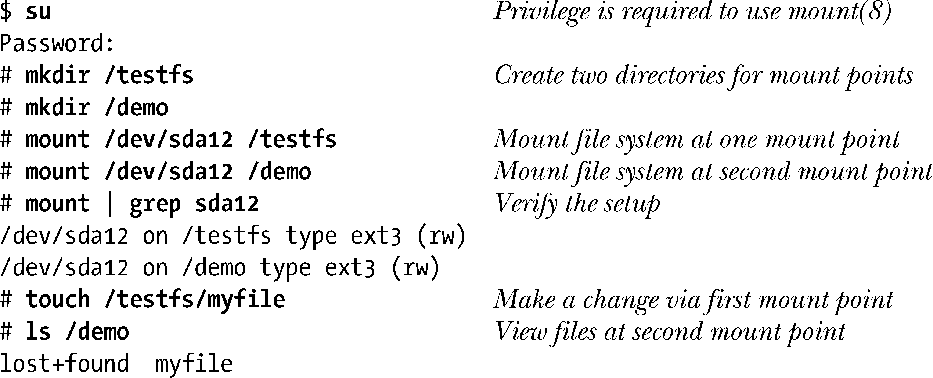 $ su Privilege is required to use mount(8)
Password:
# mkdir /testfs Create two directories for mount points
# mkdir /demo
# mount /dev/sda12 /testfs Mount file system at one mount point
# mount /dev/sda12 /demo Mount file system at second mount point
# mount | grep sda12 Verify the setup
/dev/sda12 on /testfs type ext3 (rw)
/dev/sda12 on /demo type ext3 (rw)
# touch /testfs/myfile Make a change via first mount point
# ls /demo View files at second mount point
lost+found myfile